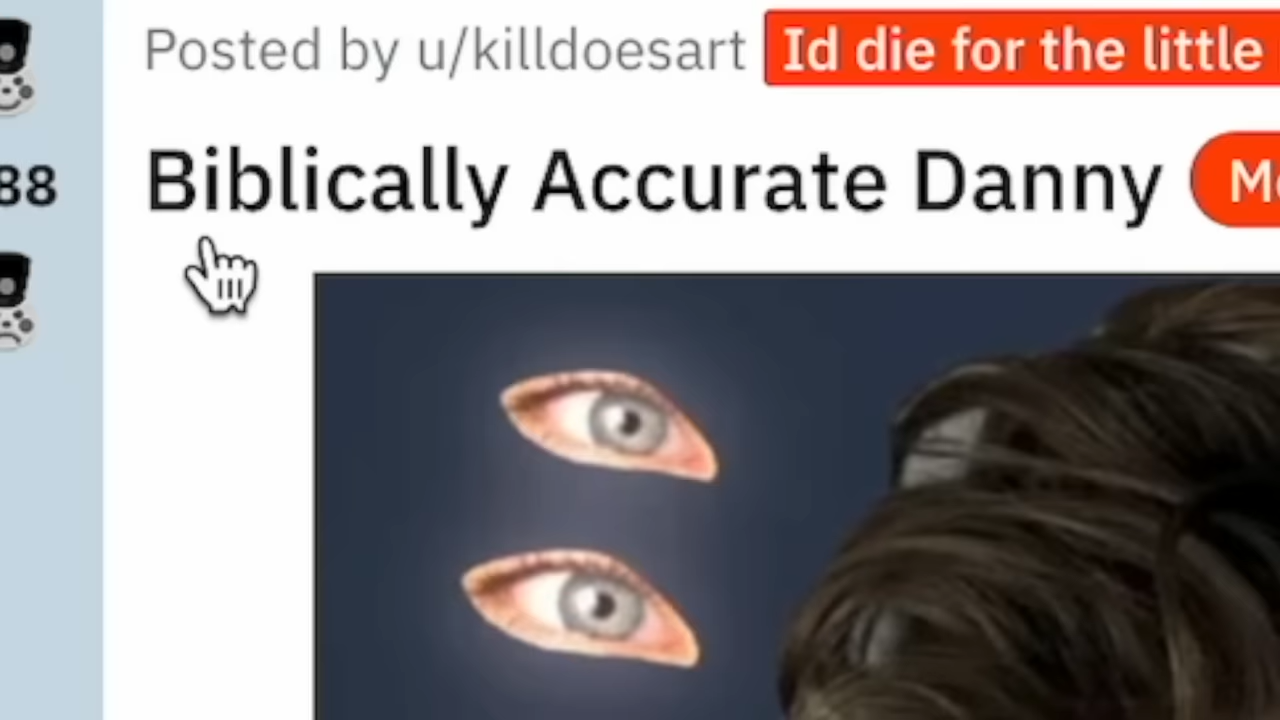 Posted by u/killdoesart Id die for the little
88
Biblically Accurate Danny